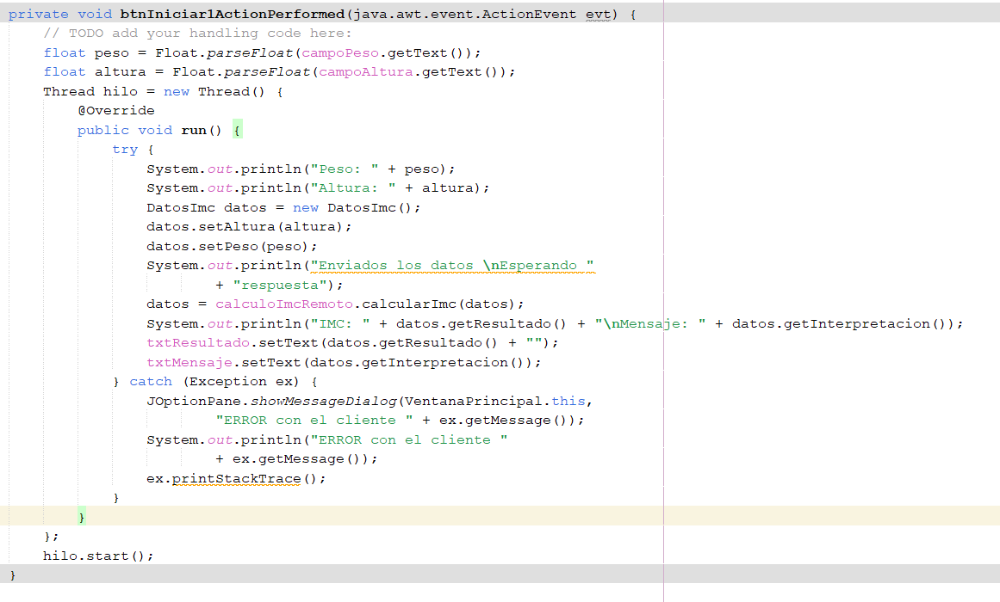 private void btnIniciar1ActionPerformed(java.awt.event.ActionEvent evt) {
    // TODO add your handling code here:
    float peso = Float.parseFloat(campoPeso.getText());
    float altura = Float.parseFloat(campoAltura.getText());
    Thread hilo = new Thread() {
        @Override
        public void run() {
            try {
                System.out.println("Peso: " + peso);
                System.out.println("Altura: " + altura);
                DatosImc datos = new DatosImc();
                datos.setAltura(altura);
                datos.setPeso(peso);
                System.out.println("Enviados los datos \nEsperando "
                        + "respuesta");
                datos = calculoImcRemoto.calcularImc(datos);
                System.out.println("IMC: " + datos.getResultado() + "\nMensaje: " + datos.getInterpretacion());
                txtResultado.setText(datos.getResultado() + "");
                txtMensaje.setText(datos.getInterpretacion());
            } catch (Exception ex) {
                JOptionPane.showMessageDialog(VentanaPrincipal.this,
                        "ERROR con el cliente " + ex.getMessage());
                System.out.println("ERROR con el cliente "
                        + ex.getMessage());
                ex.printStackTrace();
            }
        }
    };
    hilo.start();
}